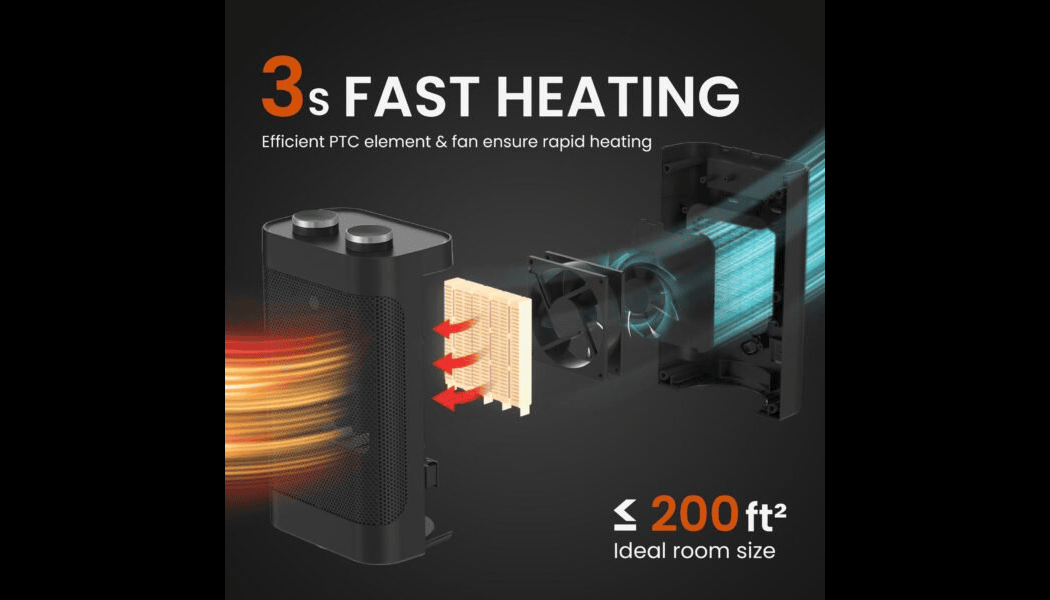 3s FAST HEATING
Efficient PTC element & fan ensure rapid heating
≤ 200 ft²
Ideal room size